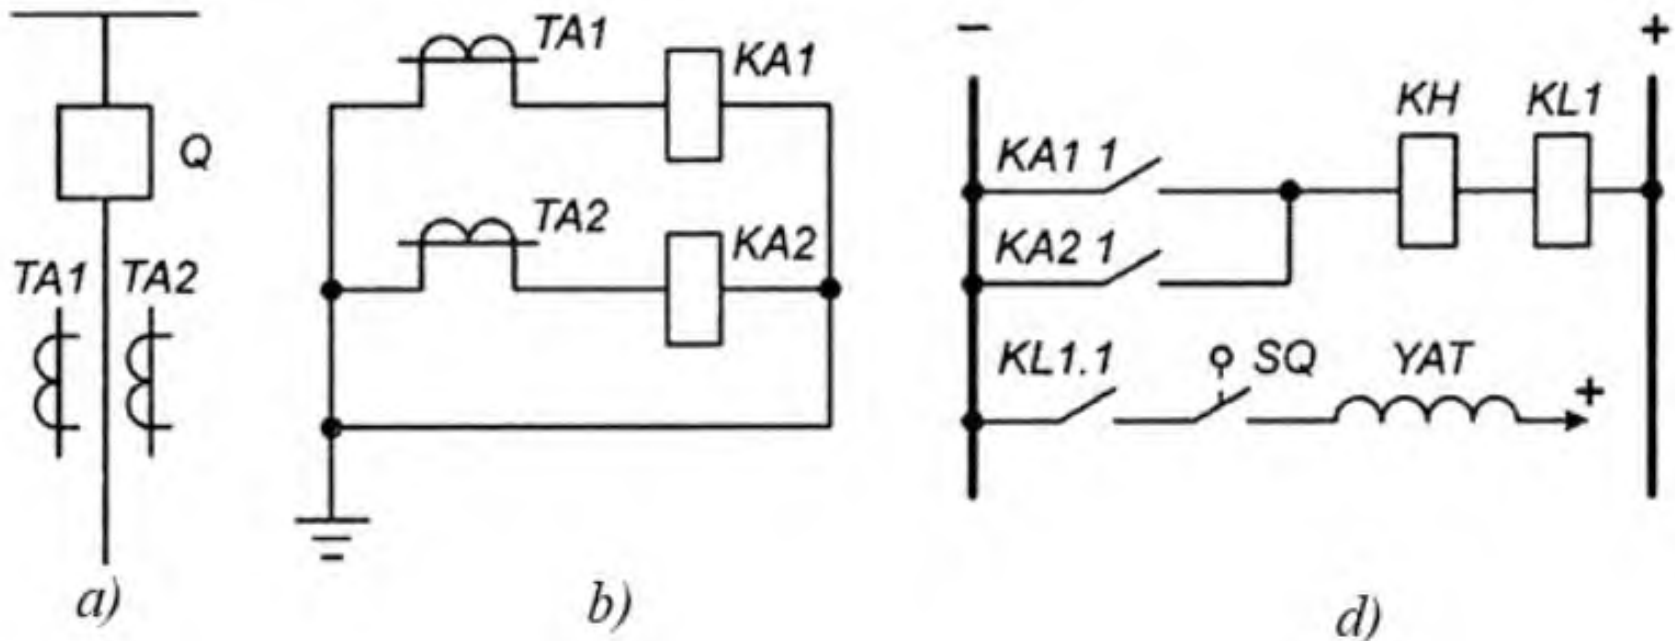 Q
TA1 TA2
a)
TA1
KA1
TA2
KA2
b)
− +
KH KL1
KA1 1
KA2 1
KL1.1 SQ YAT +
d)